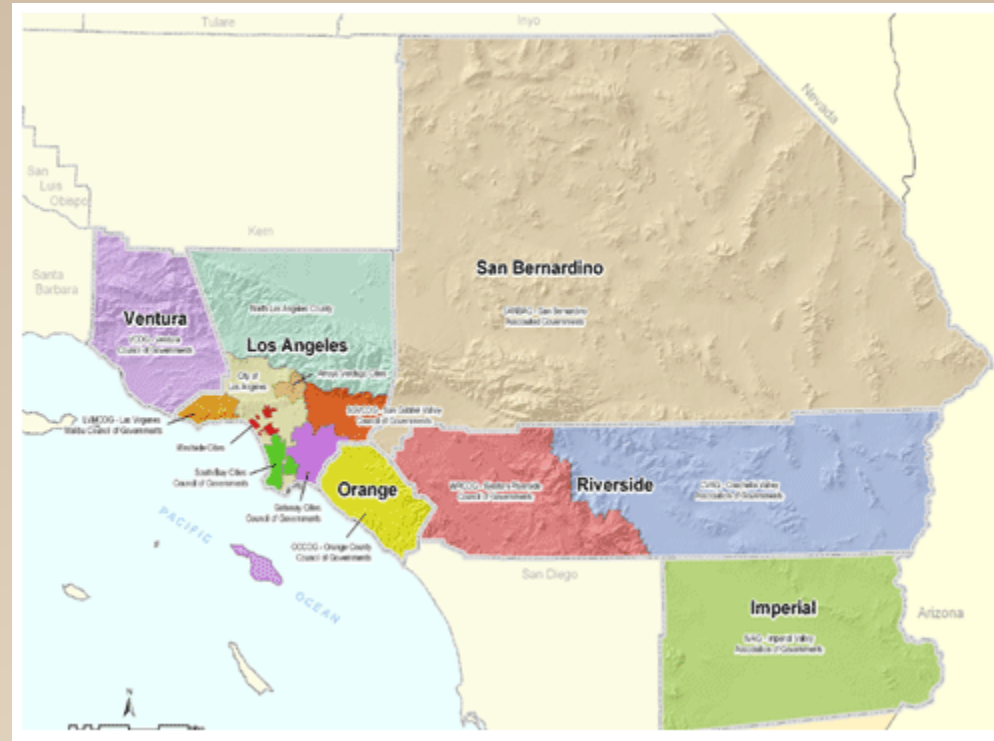 Tulare
Inyo
Nevada
San
Luis
Obispo
Kern
Santa
Barbara
San Bernardino
SANBAG - San Bernardino
Associated Governments
Ventura
VCOG - Ventura
Council of Governments
North Los Angeles County
Los Angeles
City of
Los Angeles
Arroyo Verdugo Cities
LVMCOG - Las Virgenes
Malibu Council of Governments
SGVCOG - San Gabriel Valley
Council of Governments
Westside Cities
South Bay Cities
Council of Governments
Orange
WRCOG - Western Riverside
Council of Governments
Riverside
CVAG - Coachella Valley
Association of Governments
Gateway Cities
Council of Governments
PACIFIC
OCCOG - Orange County
Council of Governments
San Diego
OCEAN
Imperial
IVAG - Imperial Valley
Association of Governments
Arizona
N